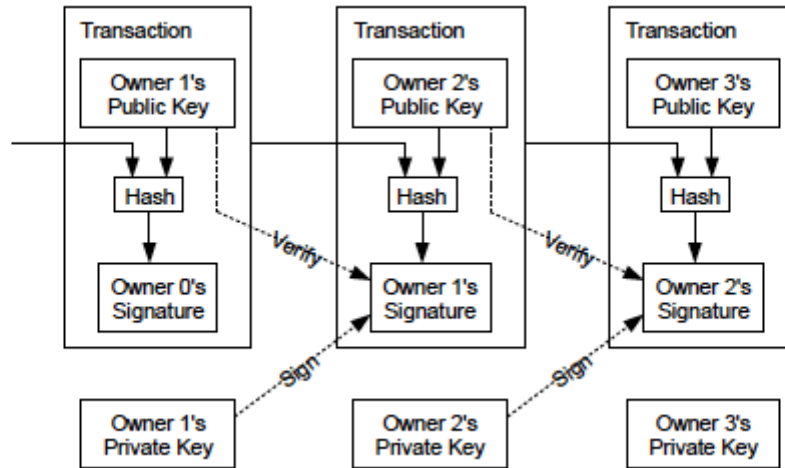 Transaction
Owner 1's
Public Key
Hash
Owner 0's
Signature
Transaction
Owner 2's
Public Key
Hash
Verify
Owner 1's
Signature
Transaction
Owner 3's
Public Key
Hash
Verify
Owner 2's
Signature
Sign
Sign
Owner 1's
Private Key
Owner 2's
Private Key
Owner 3's
Private Key